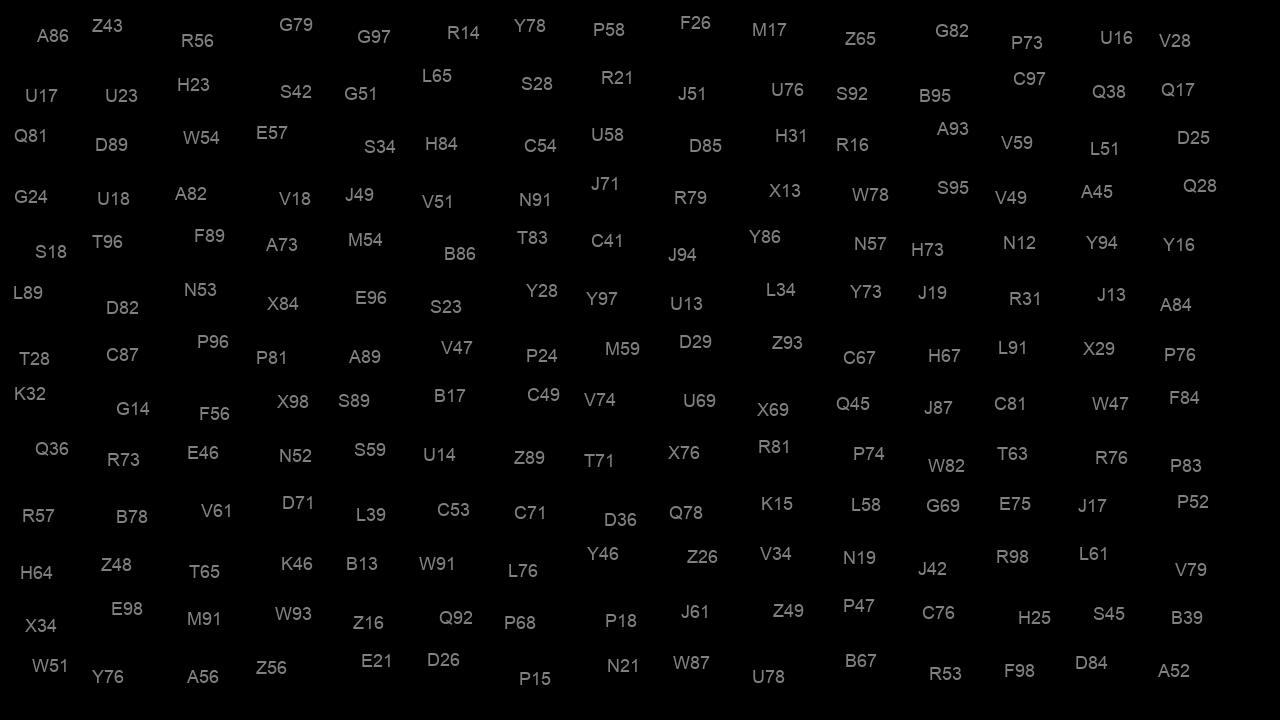 A86 Z43 R56 G79 G97 R14 Y78 P58 F26 M17 Z65 G82 P73 U16 V28
U17 U23 H23 S42 G51 L65 S28 R21 J51 U76 S92 B95 C97 Q38 Q17
Q81 D89 W54 E57 S34 H84 C54 U58 D85 H31 R16 A93 V59 L51 D25
G24 U18 A82 V18 J49 V51 N91 J71 R79 X13 W78 S95 V49 A45 Q28
S18 T96 F89 A73 M54 B86 T83 C41 J94 Y86 N57 H73 N12 Y94 Y16
L89 D82 N53 X84 E96 S23 Y28 Y97 U13 L34 Y73 J19 R31 J13 A84
T28 C87 P96 P81 A89 V47 P24 M59 D29 Z93 C67 H67 L91 X29 P76
K32 G14 F56 X98 S89 B17 C49 V74 U69 X69 Q45 J87 C81 W47 F84
Q36 R73 E46 N52 S59 U14 Z89 T71 X76 R81 P74 W82 T63 R76 P83
R57 B78 V61 D71 L39 C53 C71 D36 Q78 K15 L58 G69 E75 J17 P52
H64 Z48 T65 K46 B13 W91 L76 Y46 Z26 V34 N19 J42 R98 L61 V79
X34 E98 M91 W93 Z16 Q92 P68 P18 J61 Z49 P47 C76 H25 S45 B39
W51 Y76 A56 Z56 E21 D26 P15 N21 W87 U78 B67 R53 F98 D84 A52